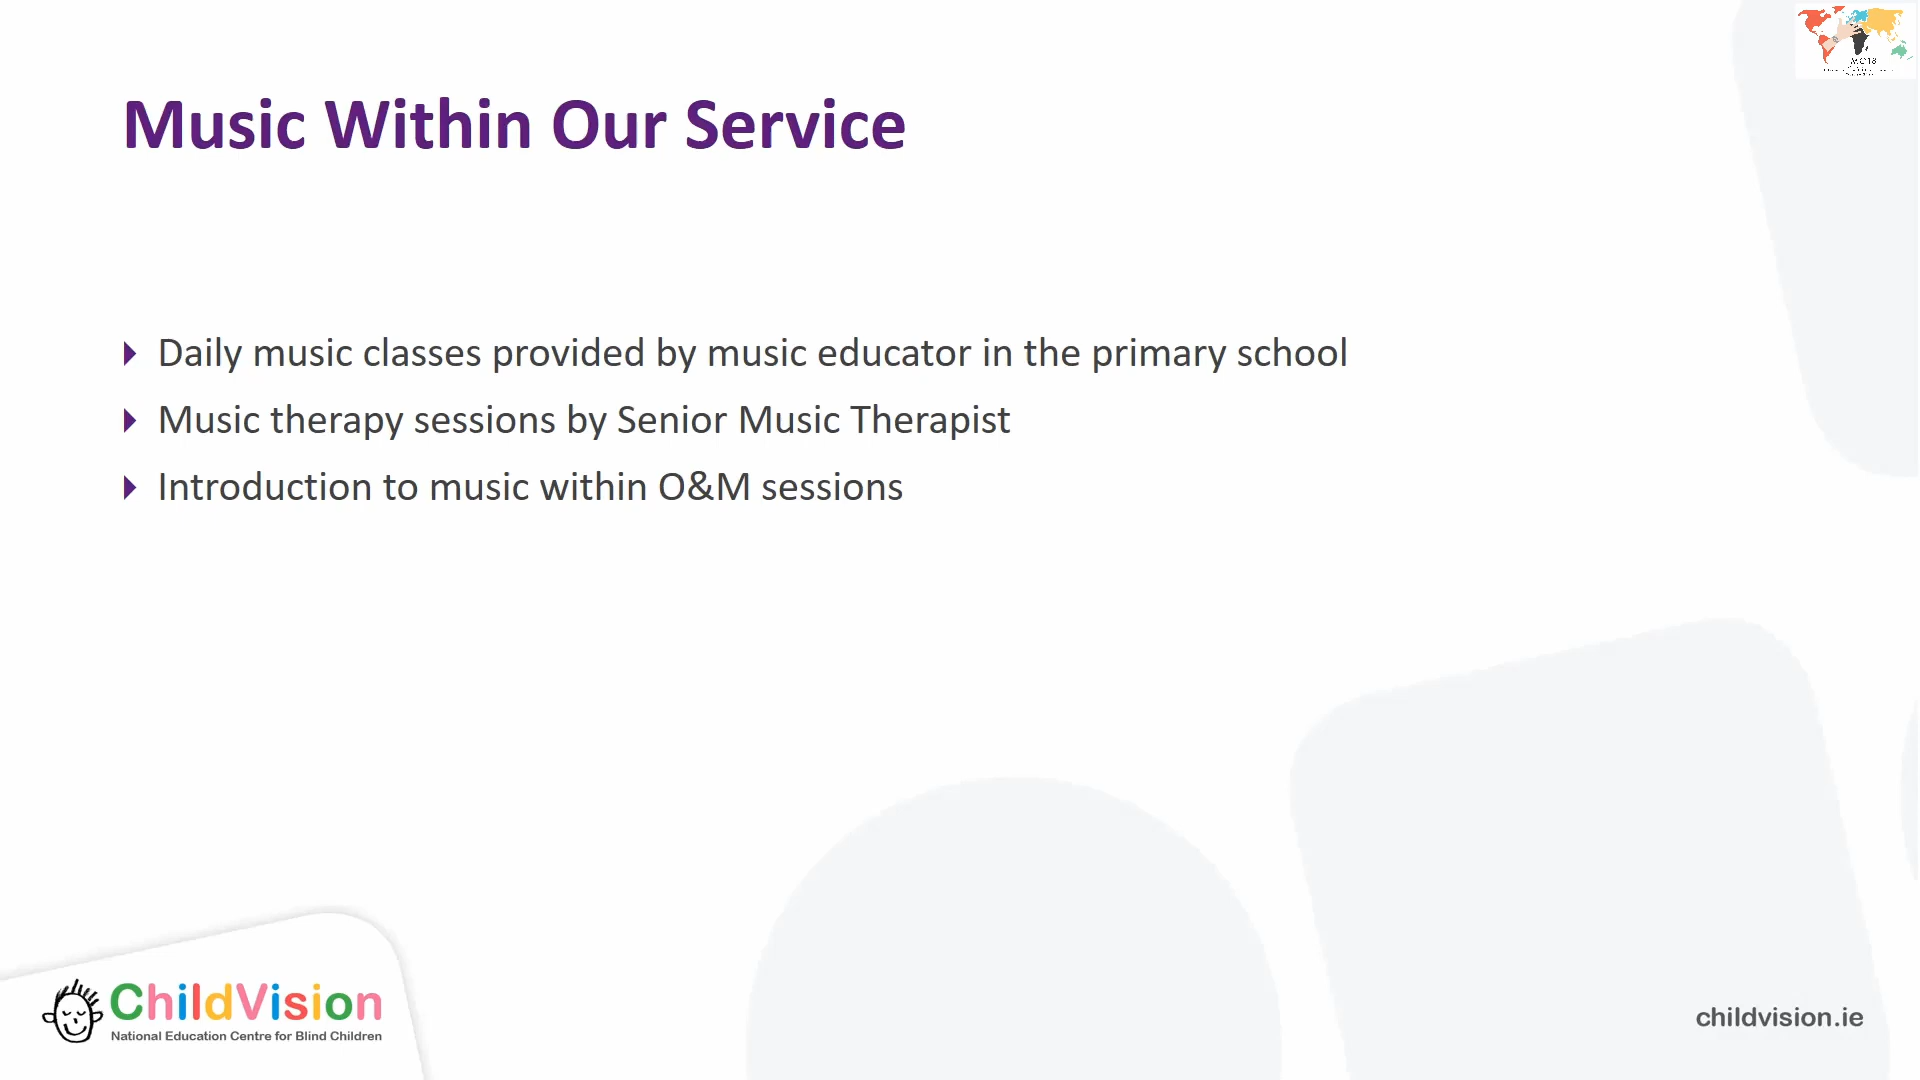 IMC18
Music Within Our Service
Daily music classes provided by music educator in the primary school
Music therapy sessions by Senior Music Therapist
Introduction to music within O&M sessions
ChildVision
National Education Centre for Blind Children
childvision.ie